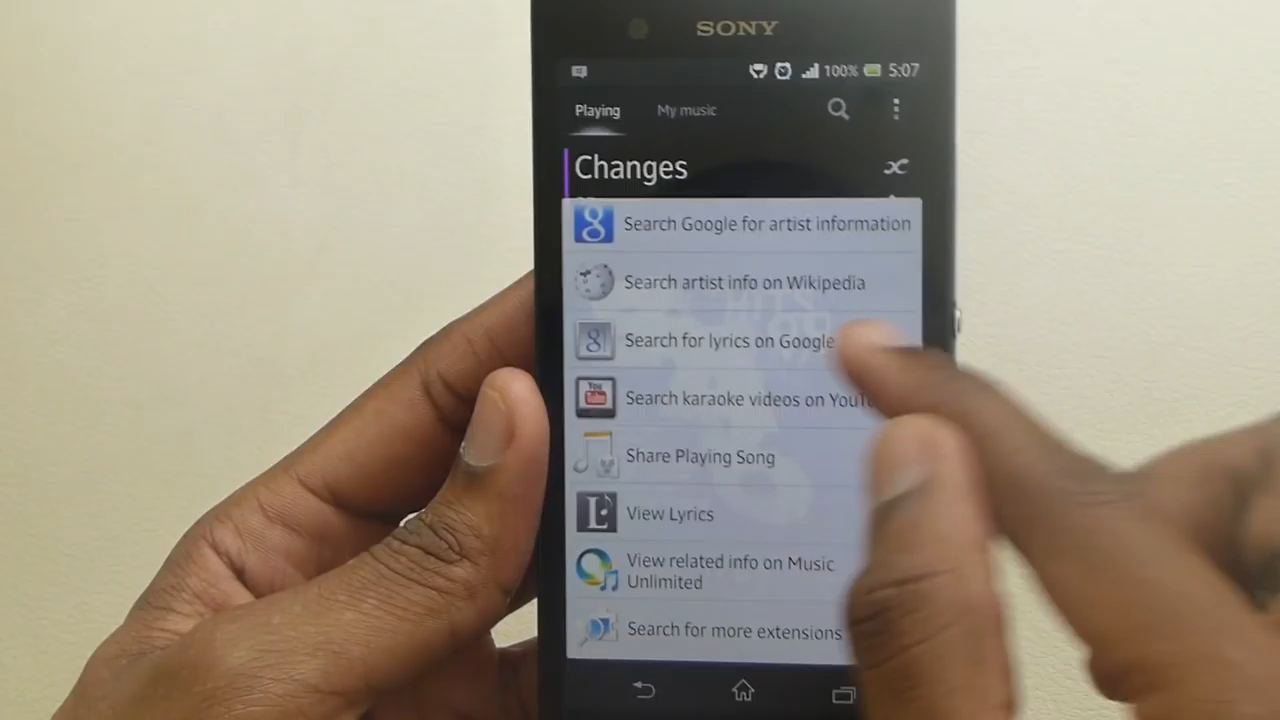 SONY
100% 5:07
Playing My music
Changes
Search Google for artist information
Search artist info on Wikipedia
Search for lyrics on Google
Search karaoke videos on
Share Playing Song
View Lyrics
View related info on Music
Unlimited
Search for more extensions